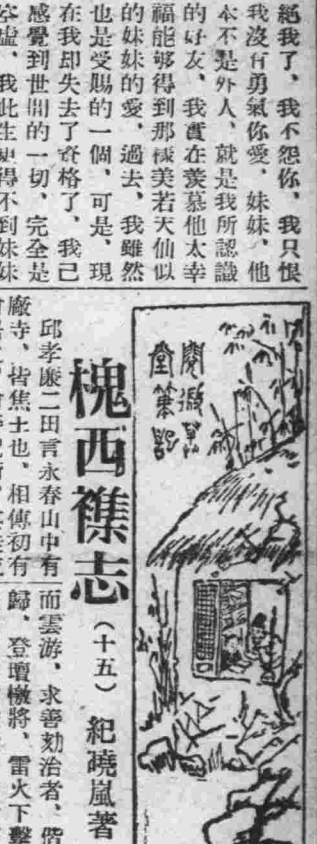 絕我了、我不怨你，我只恨
我沒有勇氣你愛，妹妹，他
本不是外人、就是我所認識
的好友、我實在羨慕他太幸
福能够得到那樣美若天仙似
的妹妹的愛，過去，我雖然
也是受賜的一個，可是，現
在我却失去了資格了，我已
感覺到世間的一切，完全是
空虛，我此生更得不到妹妹
閱微草
堂筆記
槐西襍志（十五）紀曉嵐著
邱孝廉二田言永春山中有
廠寺、皆焦土也，相傳初有
而雲游，求善劾治者、偕
歸、登壇檄將、雷火下擊